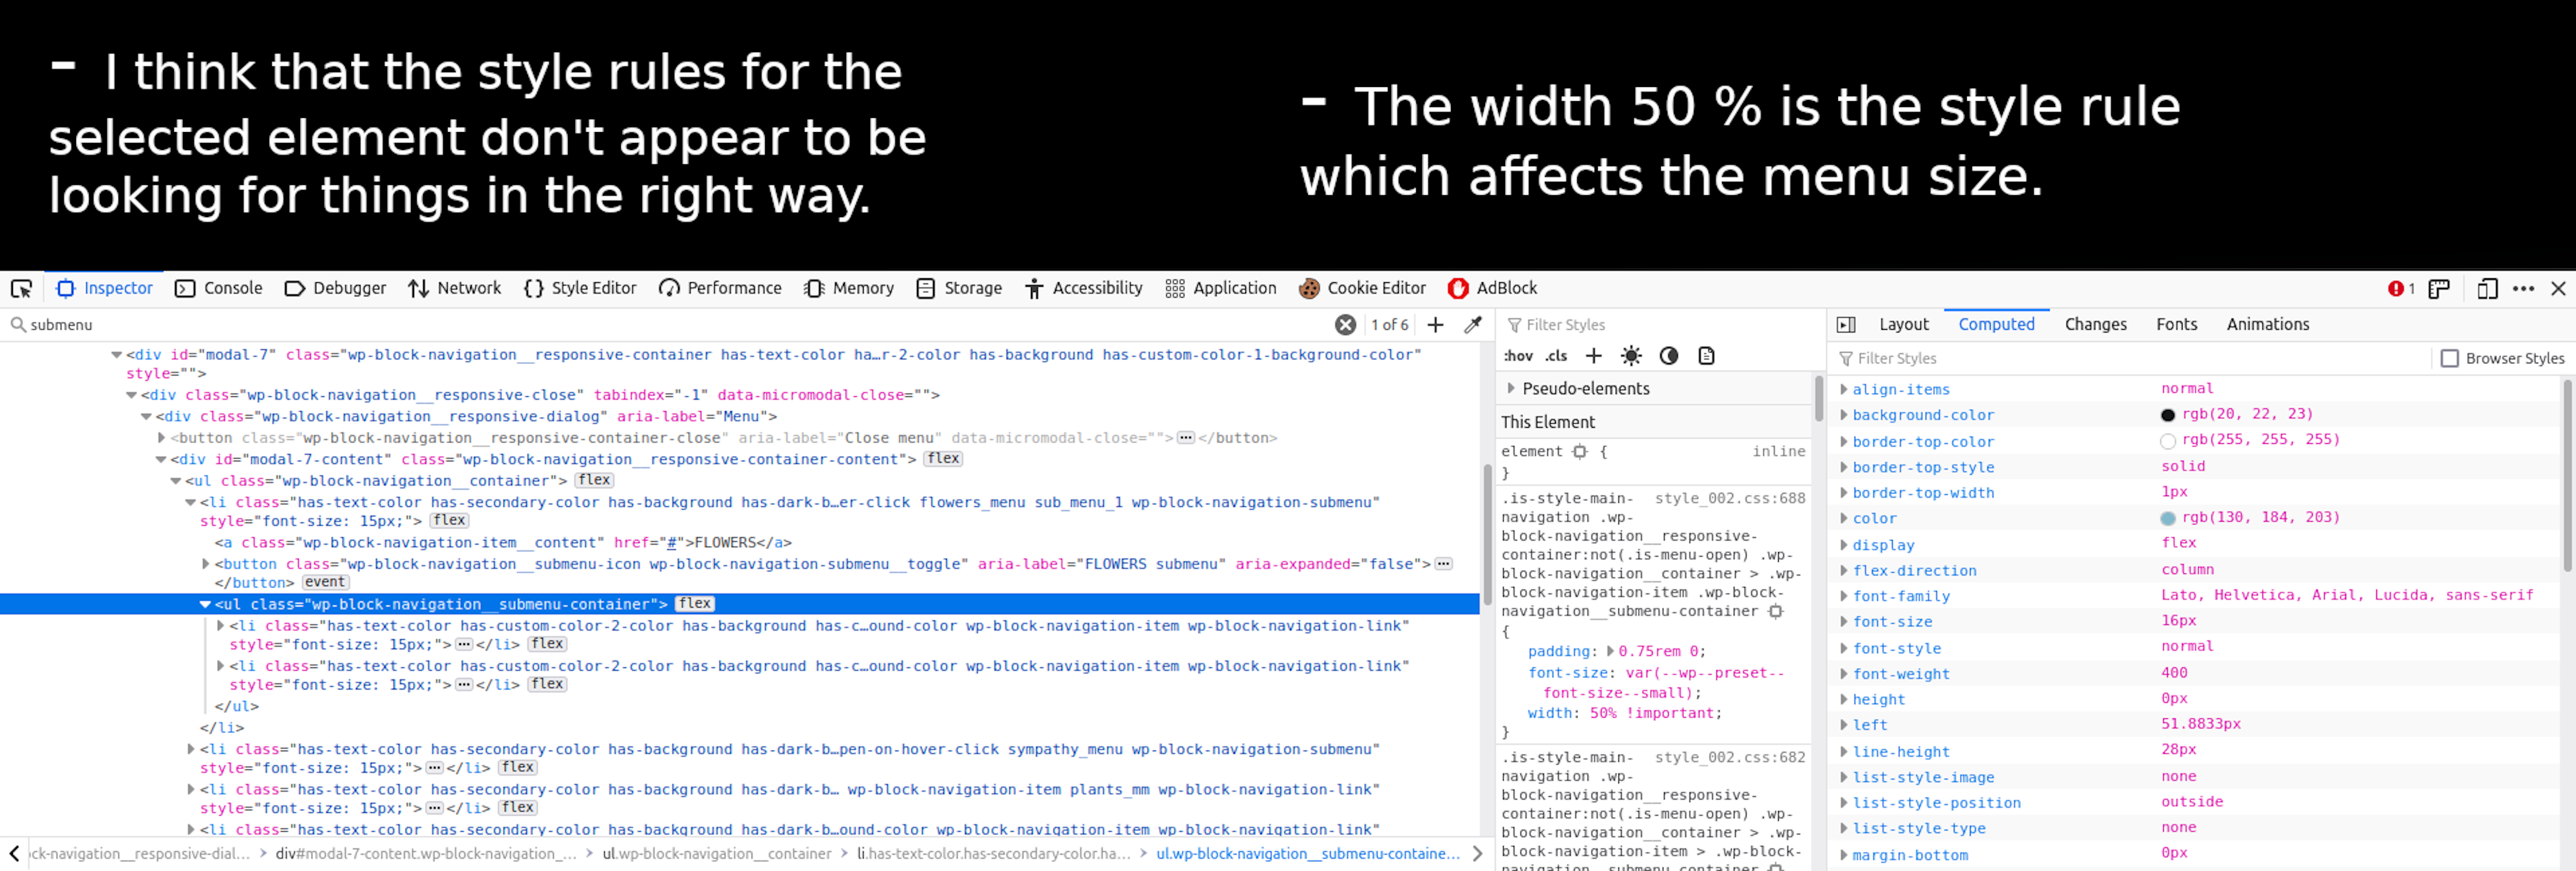 - I think that the style rules for the
selected element don't appear to be
looking for things in the right way.
- The width 50 % is the style rule
which affects the menu size.
Inspector Console Debugger Network Style Editor Performance Memory Storage Accessibility Application Cookie Editor AdBlock 1
submenu 1 of 6
<div id="modal-7" class="wp-block-navigation__responsive-container has-text-color ha…r-2-color has-background has-custom-color-1-background-color"
style="">
<div class="wp-block-navigation__responsive-close" tabindex="-1" data-micromodal-close="">
<div class="wp-block-navigation__responsive-dialog" aria-label="Menu">
<button class="wp-block-navigation__responsive-container-close" aria-label="Close menu" data-micromodal-close="">…</button>
<div id="modal-7-content" class="wp-block-navigation__responsive-container-content"> flex
<ul class="wp-block-navigation__container"> flex
<li class="has-text-color has-secondary-color has-background has-dark-b…er-click flowers_menu sub_menu_1 wp-block-navigation-submenu"
style="font-size: 15px;"> flex
<a class="wp-block-navigation-item__content" href="#">FLOWERS</a>
<button class="wp-block-navigation__submenu-icon wp-block-navigation-submenu__toggle" aria-label="FLOWERS submenu" aria-expanded="false">…
</button> event
<ul class="wp-block-navigation__submenu-container"> flex
<li class="has-text-color has-custom-color-2-color has-background has-c…ound-color wp-block-navigation-item wp-block-navigation-link"
style="font-size: 15px;">…</li> flex
<li class="has-text-color has-custom-color-2-color has-background has-c…ound-color wp-block-navigation-item wp-block-navigation-link"
style="font-size: 15px;">…</li> flex
</ul>
</li>
<li class="has-text-color has-secondary-color has-background has-dark-b…pen-on-hover-click sympathy_menu wp-block-navigation-submenu"
style="font-size: 15px;">…</li> flex
<li class="has-text-color has-secondary-color has-background has-dark-b… wp-block-navigation-item plants_mm wp-block-navigation-link"
style="font-size: 15px;">…</li> flex
<li class="has-text-color has-secondary-color has-background has-dark-b…ound-color wp-block-navigation-item wp-block-navigation-link"
ck-navigation__responsive-dial… > div#modal-7-content.wp-block-navigation_… > ul.wp-block-navigation__container > li.has-text-color.has-secondary-color.ha… > ul.wp-block-navigation__submenu-containe…
Filter Styles
:hov .cls
Pseudo-elements
This Element
element { inline
}
.is-style-main- style_002.css:688
navigation .wp-
block-navigation__responsive-
container:not(.is-menu-open) .wp-
block-navigation__container > .wp-
block-navigation-item .wp-block-
navigation__submenu-container
{
padding: 0.75rem 0;
font-size: var(--wp--preset--
font-size--small);
width: 50% !important;
}
.is-style-main- style_002.css:682
navigation .wp-
block-navigation__responsive-
container:not(.is-menu-open) .wp-
block-navigation__container > .wp-
block-navigation-item > .wp-block-
navigation__submenu-container
Layout Computed Changes Fonts Animations
Filter Styles Browser Styles
align-items normal
background-color rgb(20, 22, 23)
border-top-color rgb(255, 255, 255)
border-top-style solid
border-top-width 1px
color rgb(130, 184, 203)
display flex
flex-direction column
font-family Lato, Helvetica, Arial, Lucida, sans-serif
font-size 16px
font-style normal
font-weight 400
height 0px
left 51.8833px
line-height 28px
list-style-image none
list-style-position outside
list-style-type none
margin-bottom 0px